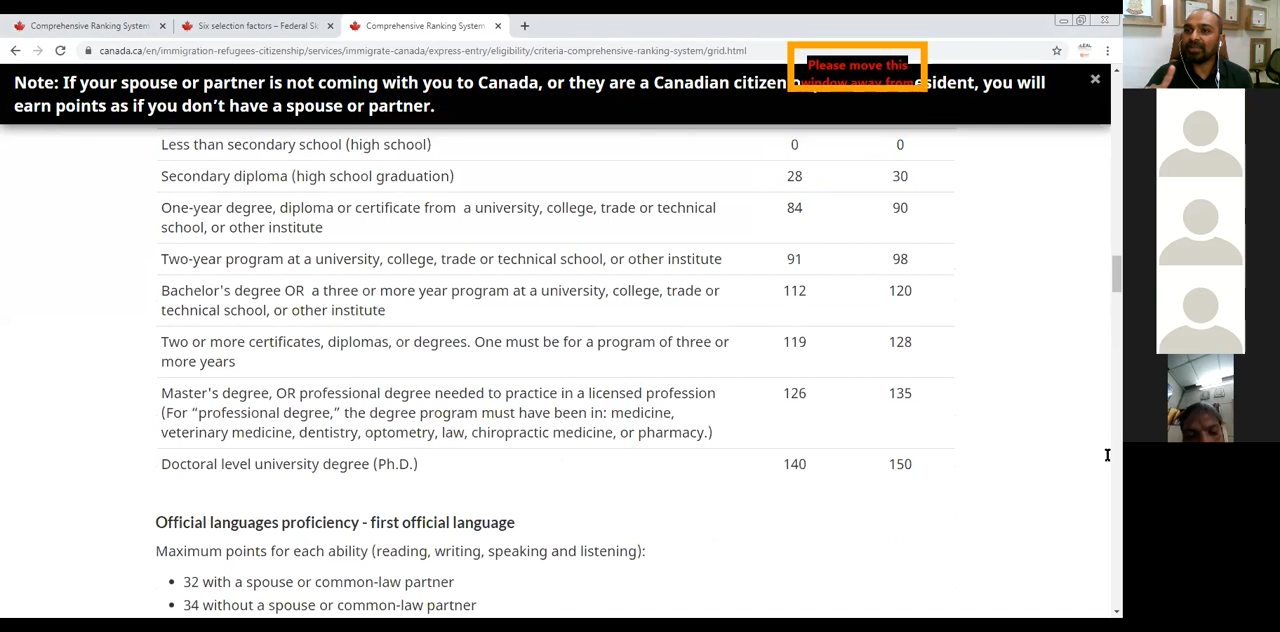 Comprehensive Ranking System
Six selection factors – Federal Sk
Comprehensive Ranking System
canada.ca/en/immigration-refugees-citizenship/services/immigrate-canada/express-entry/eligibility/criteria-comprehensive-ranking-system/grid.html
Please move this
window away from
Note: If your spouse or partner is not coming with you to Canada, or they are a Canadian citizen esident, you will
earn points as if you don’t have a spouse or partner.
Less than secondary school (high school) 0 0
Secondary diploma (high school graduation) 28 30
One-year degree, diploma or certificate from a university, college, trade or technical 84 90
school, or other institute
Two-year program at a university, college, trade or technical school, or other institute 91 98
Bachelor's degree OR a three or more year program at a university, college, trade or 112 120
technical school, or other institute
Two or more certificates, diplomas, or degrees. One must be for a program of three or 119 128
more years
Master's degree, OR professional degree needed to practice in a licensed profession 126 135
(For “professional degree,” the degree program must have been in: medicine,
veterinary medicine, dentistry, optometry, law, chiropractic medicine, or pharmacy.)
Doctoral level university degree (Ph.D.) 140 150
Official languages proficiency - first official language
Maximum points for each ability (reading, writing, speaking and listening):
• 32 with a spouse or common-law partner
• 34 without a spouse or common-law partner